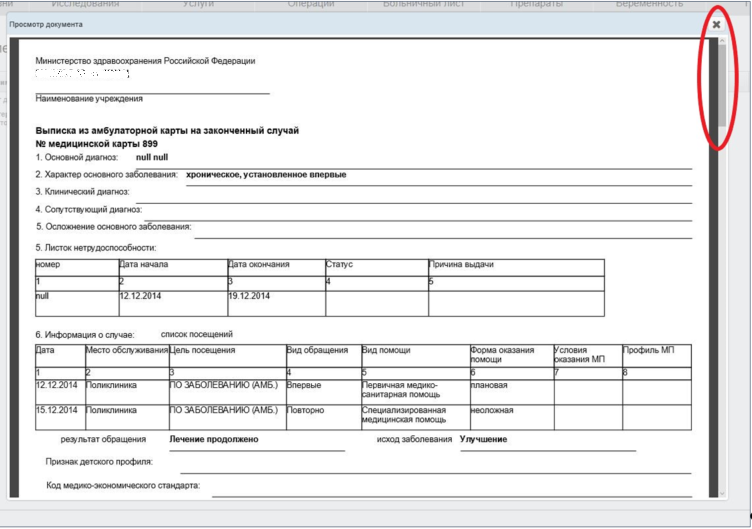 Исследования Услуги Операции Больничный лист Препараты Беременность
Просмотр документа
Министерство здравоохранения Российской Федерации
Наименование учреждения
Выписка из амбулаторной карты на законченный случай
№ медицинской карты 899
1. Основной диагноз: null null
2. Характер основного заболевания: хроническое, установленное впервые
3. Клинический диагноз:
4. Сопутствующий диагноз:
5. Осложнение основного заболевания:
5. Листок нетрудоспособности:
номер Дата начала Дата окончания Статус Причина выдачи
1 2 3 4 5
null 12.12.2014 19.12.2014
6. Информация о случае: список посещений
Дата Место обслуживания Цель посещения Вид обращения Вид помощи Форма оказания помощи Условия оказания МП Профиль МП
1 2 3 4 5 6 7 8
12.12.2014 Поликлиника ПО ЗАБОЛЕВАНИЮ (АМБ.) Впервые Первичная медико-санитарная помощь плановая
15.12.2014 Поликлиника ПО ЗАБОЛЕВАНИЮ (АМБ.) Повторно Специализированная медицинская помощь неоложная
результат обращения Лечение продолжено исход заболевания Улучшение
Признак детского профиля:
Код медико-экономического стандарта: